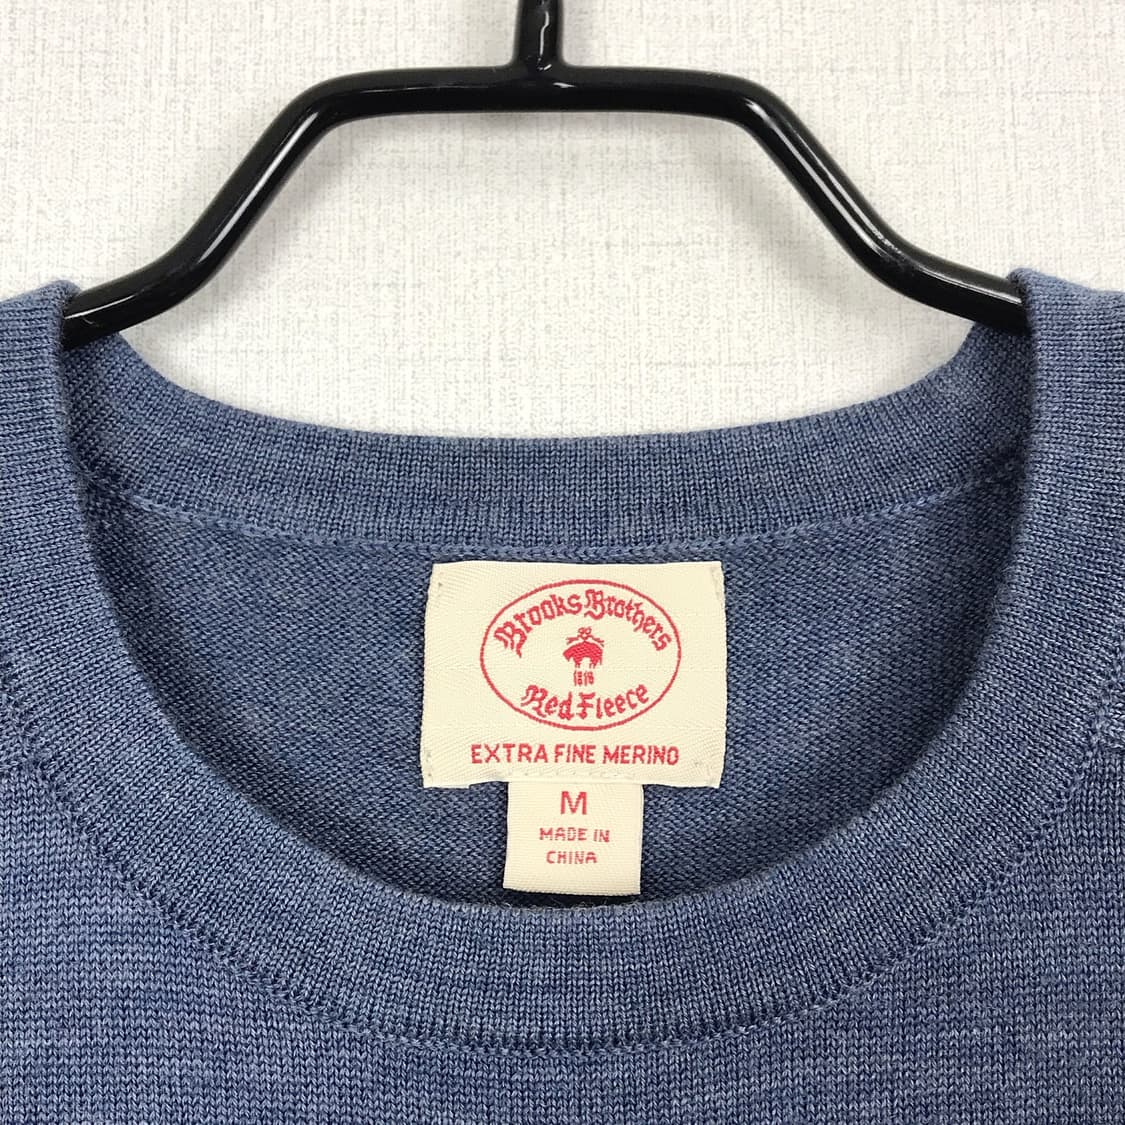 Brooks Brothers
1818
Red Fleece
EXTRA FINE MERINO
M
MADE IN
CHINA